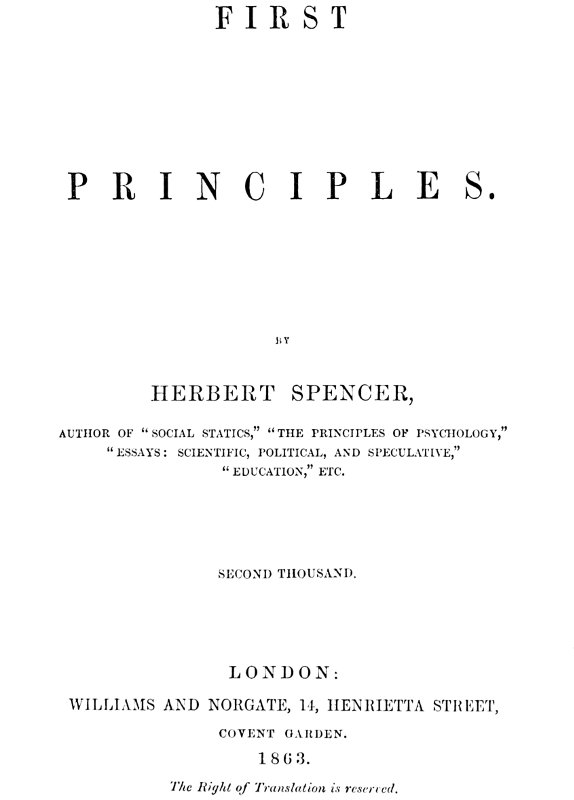 FIRST
PRINCIPLES.
BY
HERBERT SPENCER,
AUTHOR OF “SOCIAL STATICS,” “THE PRINCIPLES OF PSYCHOLOGY,”
“ESSAYS: SCIENTIFIC, POLITICAL, AND SPECULATIVE,”
“EDUCATION,” ETC.
SECOND THOUSAND.
LONDON:
WILLIAMS AND NORGATE, 14, HENRIETTA STREET,
COVENT GARDEN.
1863.
The Right of Translation is reserved.